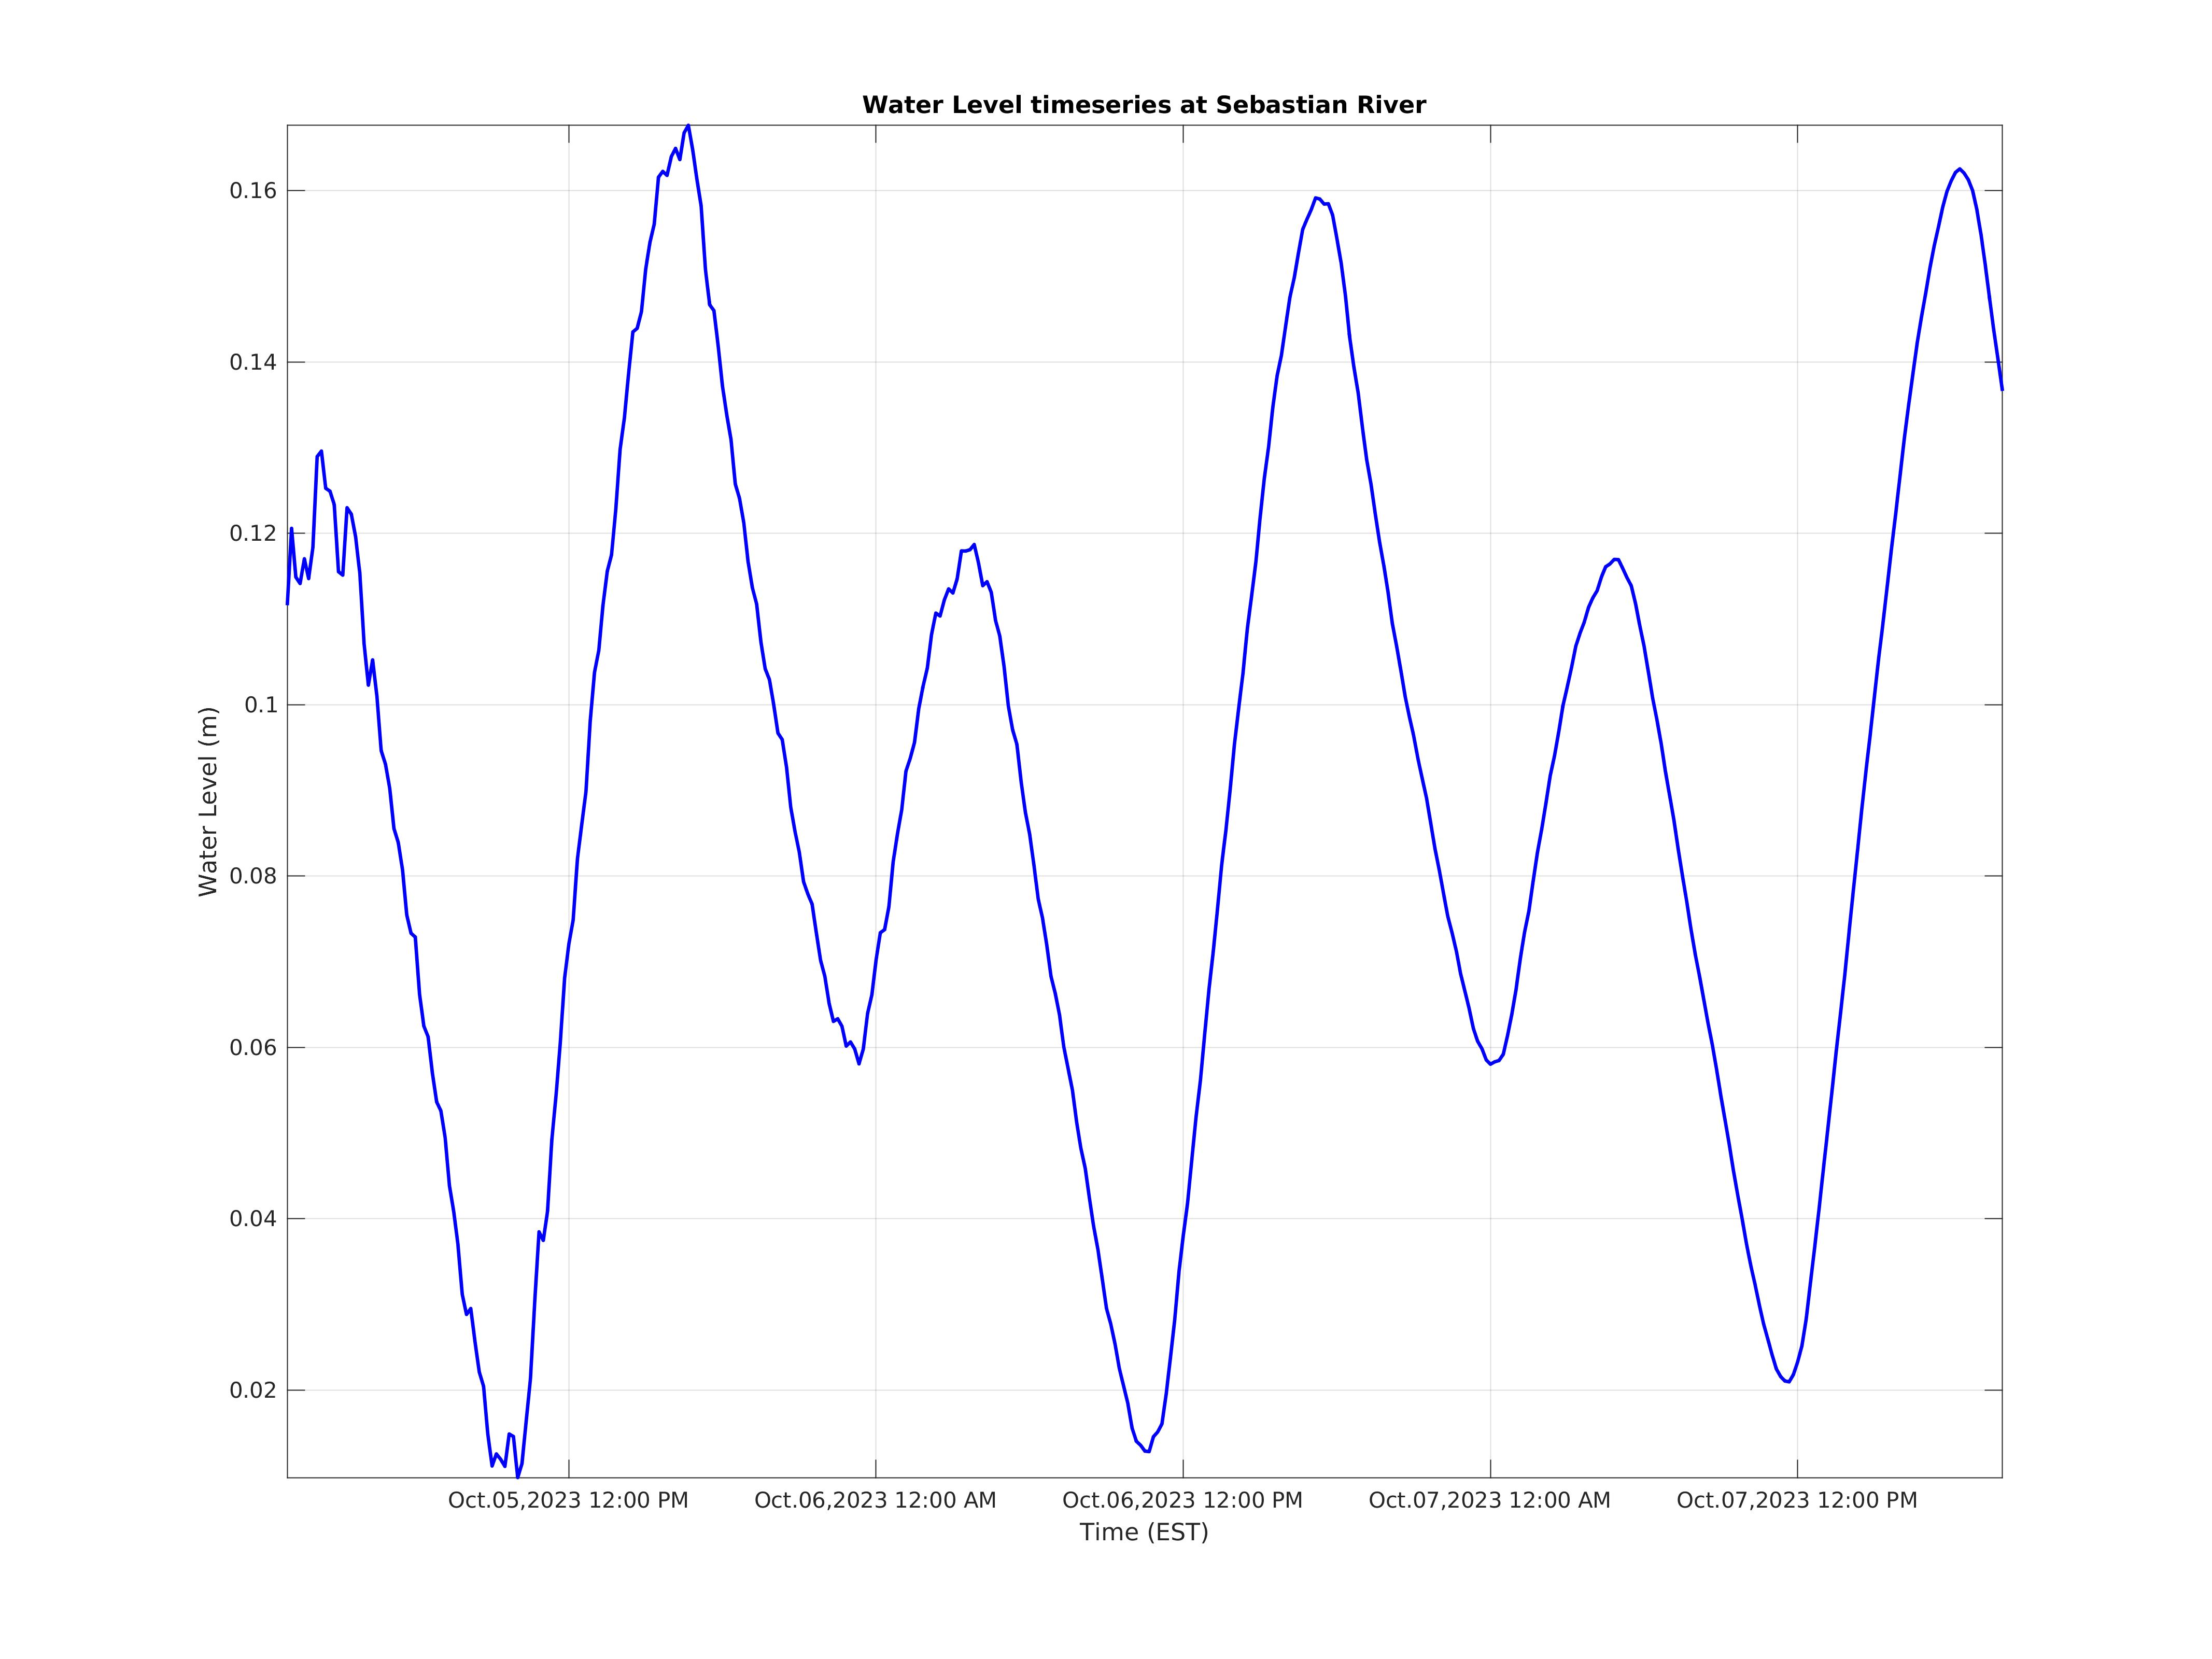 Water Level timeseries at Sebastian River
0.16
0.14
0.12
0.1
0.08
0.06
0.04
0.02
Water Level (m)
Oct.05,2023 12:00 PM
Oct.06,2023 12:00 AM
Oct.06,2023 12:00 PM
Oct.07,2023 12:00 AM
Oct.07,2023 12:00 PM
Time (EST)